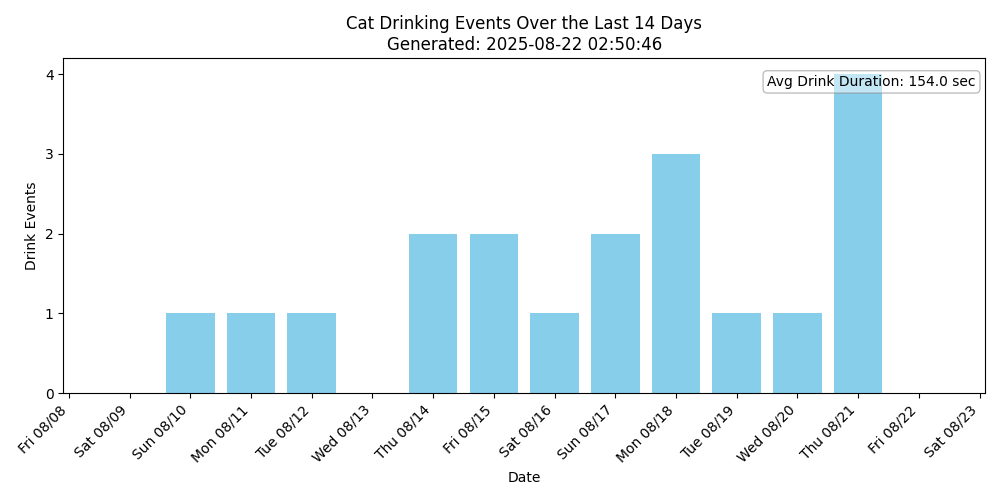 Cat Drinking Events Over the Last 14 Days
Generated: 2025-08-22 02:50:46
Avg Drink Duration: 154.0 sec
Drink Events
4
3
2
1
0
Fri 08/08
Sat 08/09
Sun 08/10
Mon 08/11
Tue 08/12
Wed 08/13
Thu 08/14
Fri 08/15
Sat 08/16
Sun 08/17
Mon 08/18
Tue 08/19
Wed 08/20
Thu 08/21
Fri 08/22
Sat 08/23
Date